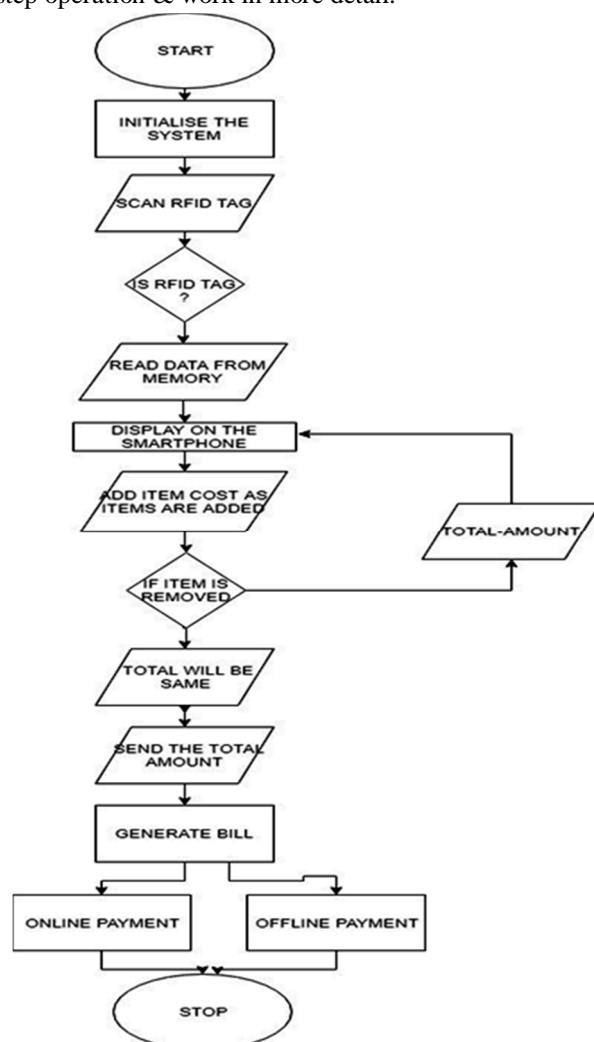 step operation & work in more detail.
START
INITIALISE THE
SYSTEM
SCAN RFID TAG
IS RFID TAG
?
READ DATA FROM
MEMORY
DISPLAY ON THE
SMARTPHONE
ADD ITEM COST AS
ITEMS ARE ADDED
TOTAL-AMOUNT
IF ITEM IS
REMOVED
TOTAL WILL BE
SAME
SEND THE TOTAL
AMOUNT
GENERATE BILL
ONLINE PAYMENT
OFFLINE PAYMENT
STOP